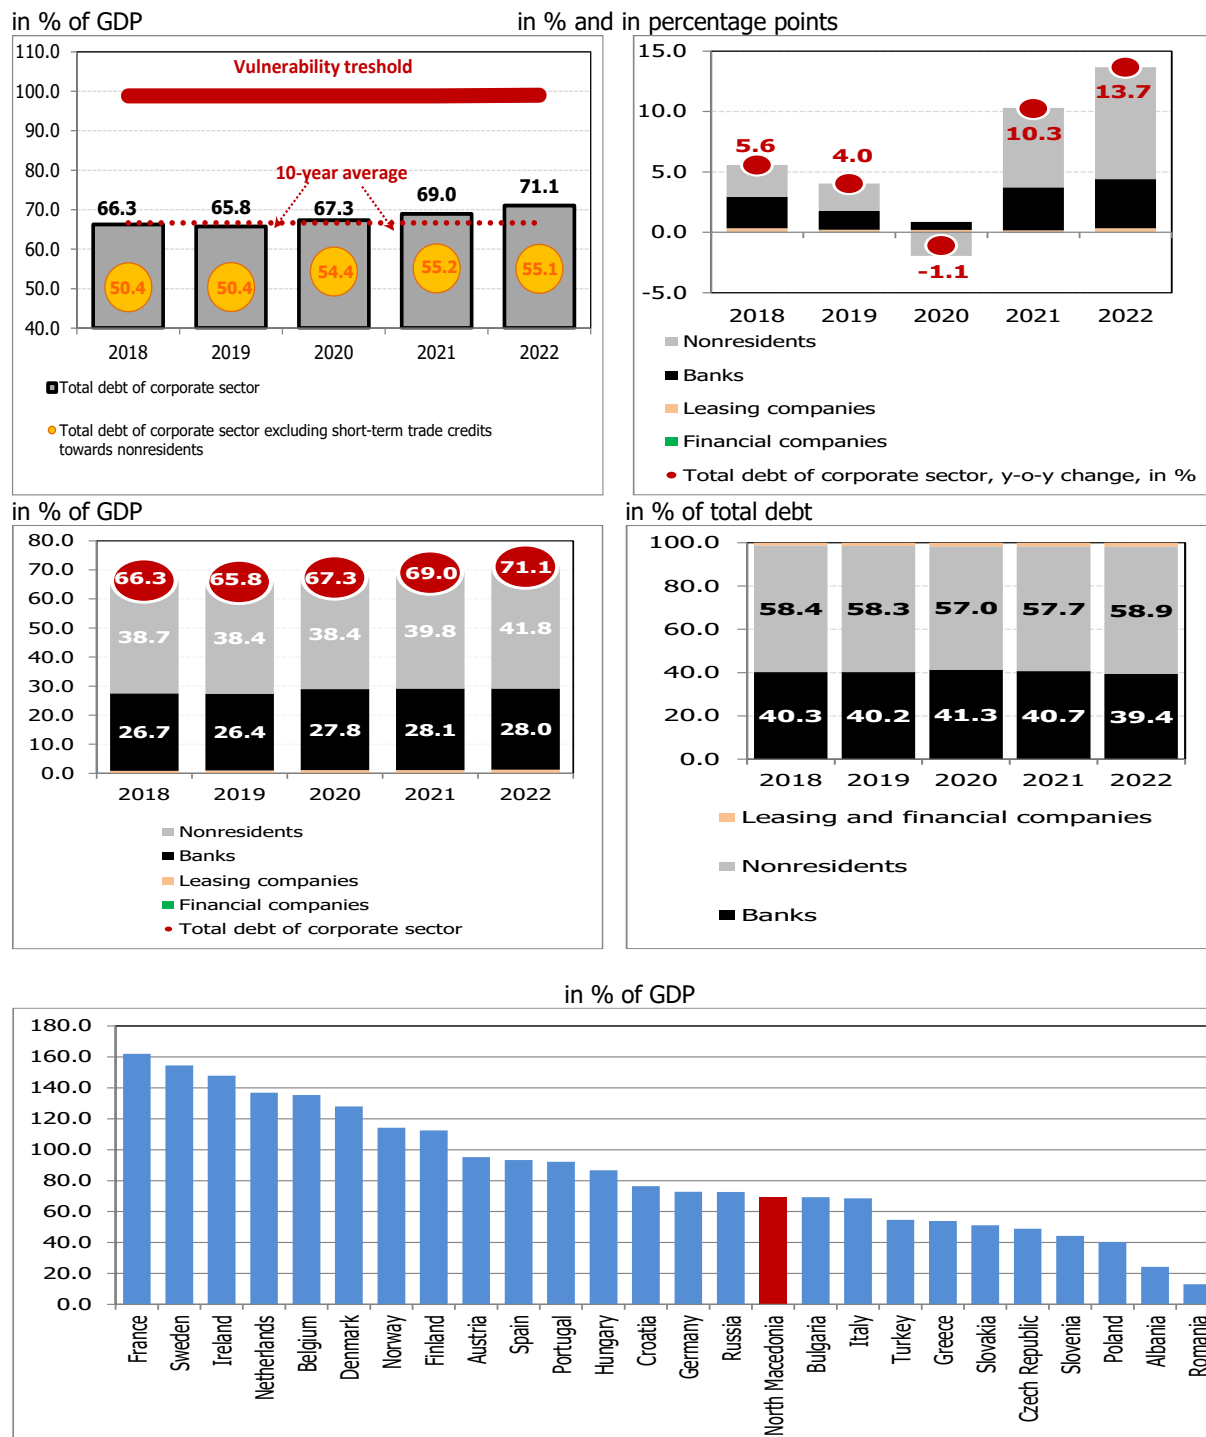 in % of GDP
in % and in percentage points
110.0
100.0
90.0
80.0
70.0
60.0
50.0
40.0
Vulnerability treshold
10-year average
66.3
65.8
67.3
69.0
71.1
50.4
50.4
54.4
55.2
55.1
2018
2019
2020
2021
2022
Total debt of corporate sector
Total debt of corporate sector excluding short-term trade credits
towards nonresidents
15.0
10.0
5.0
0.0
-5.0
5.6
4.0
-1.1
10.3
13.7
2018
2019
2020
2021
2022
Nonresidents
Banks
Leasing companies
Financial companies
Total debt of corporate sector, y-o-y change, in %
in % of GDP
80.0
70.0
60.0
50.0
40.0
30.0
20.0
10.0
0.0
66.3
65.8
67.3
69.0
71.1
38.7
38.4
38.4
39.8
41.8
26.7
26.4
27.8
28.1
28.0
2018
2019
2020
2021
2022
Nonresidents
Banks
Leasing companies
Financial companies
Total debt of corporate sector
in % of total debt
100.0
80.0
60.0
40.0
20.0
0.0
58.4
58.3
57.0
57.7
58.9
40.3
40.2
41.3
40.7
39.4
2018
2019
2020
2021
2022
Leasing and financial companies
Nonresidents
Banks
in % of GDP
180.0
160.0
140.0
120.0
100.0
80.0
60.0
40.0
20.0
0.0
France
Sweden
Ireland
Netherlands
Belgium
Denmark
Norway
Finland
Austria
Spain
Portugal
Hungary
Croatia
Germany
Russia
North Macedonia
Bulgaria
Italy
Turkey
Greece
Slovakia
Czech Republic
Slovenia
Poland
Albania
Romania